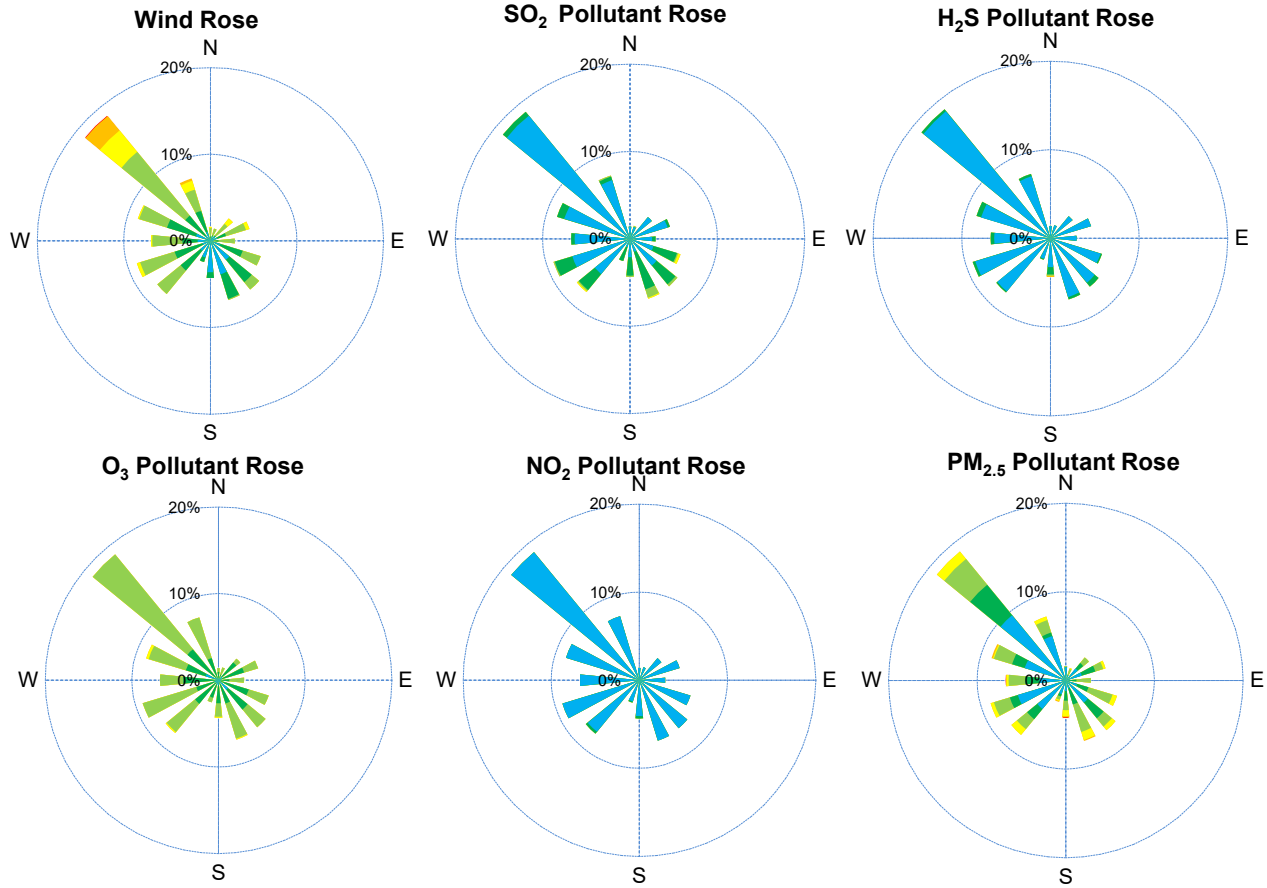 Wind Rose
N
20%
10%
0%
W
E
S
SO₂ Pollutant Rose
N
20%
10%
0%
W
E
S
H₂S Pollutant Rose
N
20%
10%
0%
W
E
S
O₃ Pollutant Rose
N
20%
10%
0%
W
E
S
NO₂ Pollutant Rose
N
20%
10%
0%
W
E
S
PM₂.₅ Pollutant Rose
N
20%
10%
0%
W
E
S